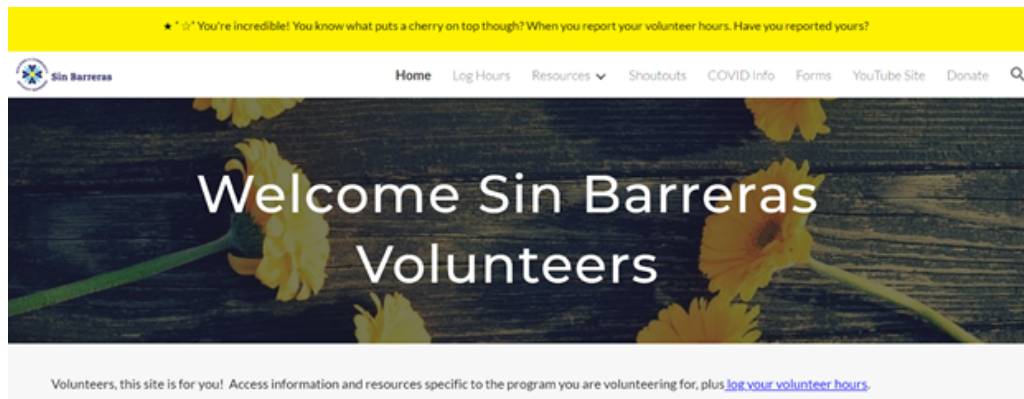 ★ ˚ ☆˚ You're incredible! You know what puts a cherry on top though? When you report your volunteer hours. Have you reported yours?
Sin Barreras
Home Log Hours Resources Shoutouts COVID Info Forms YouTube Site Donate
Welcome Sin Barreras
Volunteers
Volunteers, this site is for you! Access information and resources specific to the program you are volunteering for, plus log your volunteer hours.